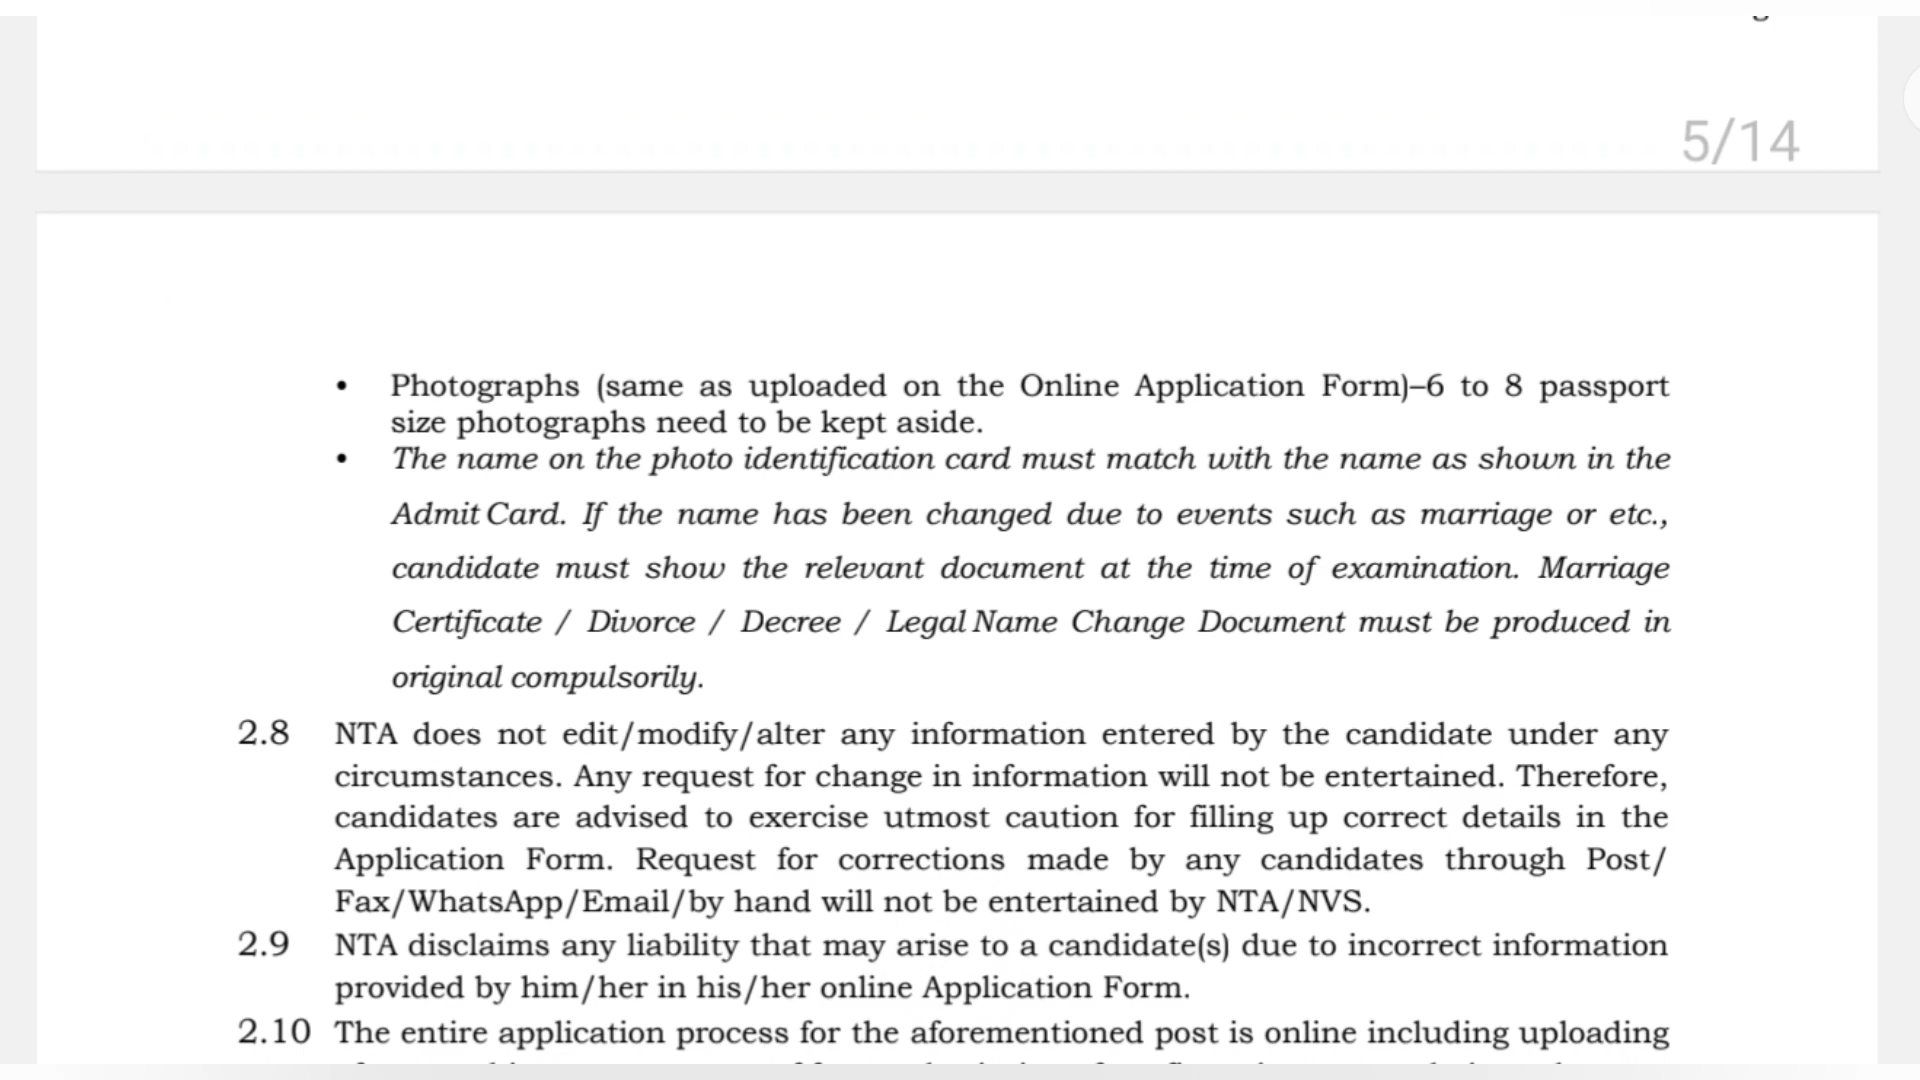 5/14
• Photographs (same as uploaded on the Online Application Form)–6 to 8 passport
size photographs need to be kept aside.
• The name on the photo identification card must match with the name as shown in the
Admit Card. If the name has been changed due to events such as marriage or etc.,
candidate must show the relevant document at the time of examination. Marriage
Certificate / Divorce / Decree / Legal Name Change Document must be produced in
original compulsorily.
2.8 NTA does not edit/modify/alter any information entered by the candidate under any
circumstances. Any request for change in information will not be entertained. Therefore,
candidates are advised to exercise utmost caution for filling up correct details in the
Application Form. Request for corrections made by any candidates through Post/
Fax/WhatsApp/Email/by hand will not be entertained by NTA/NVS.
2.9 NTA disclaims any liability that may arise to a candidate(s) due to incorrect information
provided by him/her in his/her online Application Form.
2.10 The entire application process for the aforementioned post is online including uploading